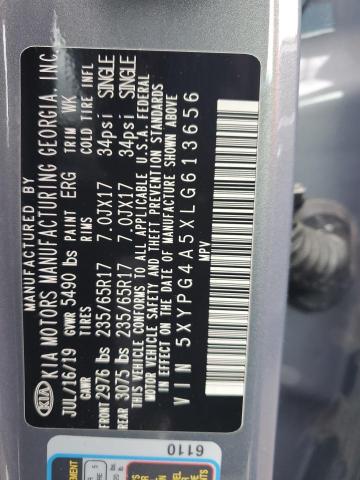 KIA
MANUFACTURED BY
KIA MOTORS MANUFACTURING GEORGIA, INC.
JUL/16/19 GVWR 5490 lbs PAINT ERG TRIM WK
GAWR TIRES RIMS COLD TIRE INFL
FRONT 2976 lbs 235/65R17 7.0JX17 34psi SINGLE
REAR 3075 lbs 235/65R17 7.0JX17 34psi SINGLE
THIS VEHICLE CONFORMS TO ALL APPLICABLE U.S.A. FEDERAL
MOTOR VEHICLE SAFETY AND THEFT PREVENTION STANDARDS
IN EFFECT ON THE DATE OF MANUFACTURE SHOWN ABOVE
VIN 5XYPG4A5XLG613656
MPV
6110